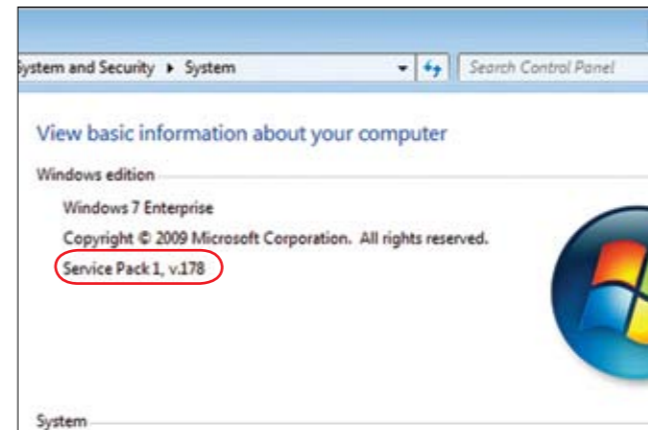 System and Security ▸ System
Search Control Panel
View basic information about your computer
Windows edition
Windows 7 Enterprise
Copyright © 2009 Microsoft Corporation. All rights reserved.
Service Pack 1, v.178
System